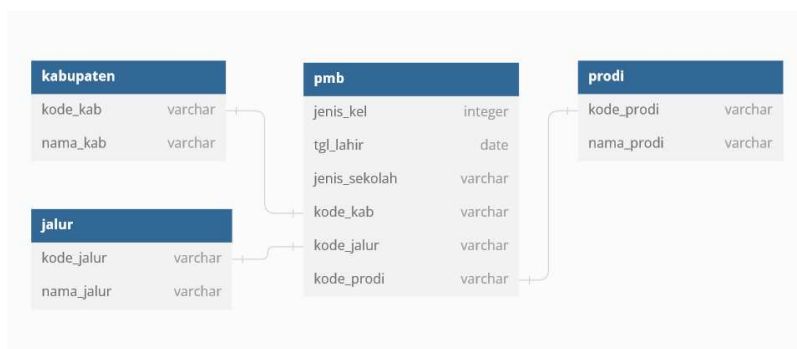 kabupaten
kode_kab varchar
nama_kab varchar
jalur
kode_jalur varchar
nama_jalur varchar
pmb
jenis_kel integer
tgl_lahir date
jenis_sekolah varchar
kode_kab varchar
kode_jalur varchar
kode_prodi varchar
prodi
kode_prodi varchar
nama_prodi varchar